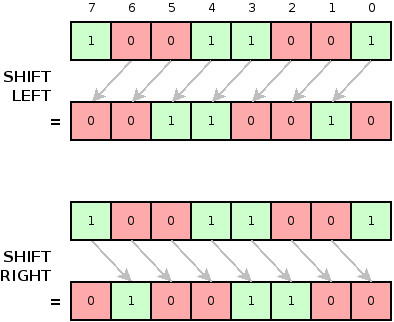 7 6 5 4 3 2 1 0
1 0 0 1 1 0 0 1
SHIFT
LEFT
= 0 0 1 1 0 0 1 0
1 0 0 1 1 0 0 1
SHIFT
RIGHT
= 0 1 0 0 1 1 0 0